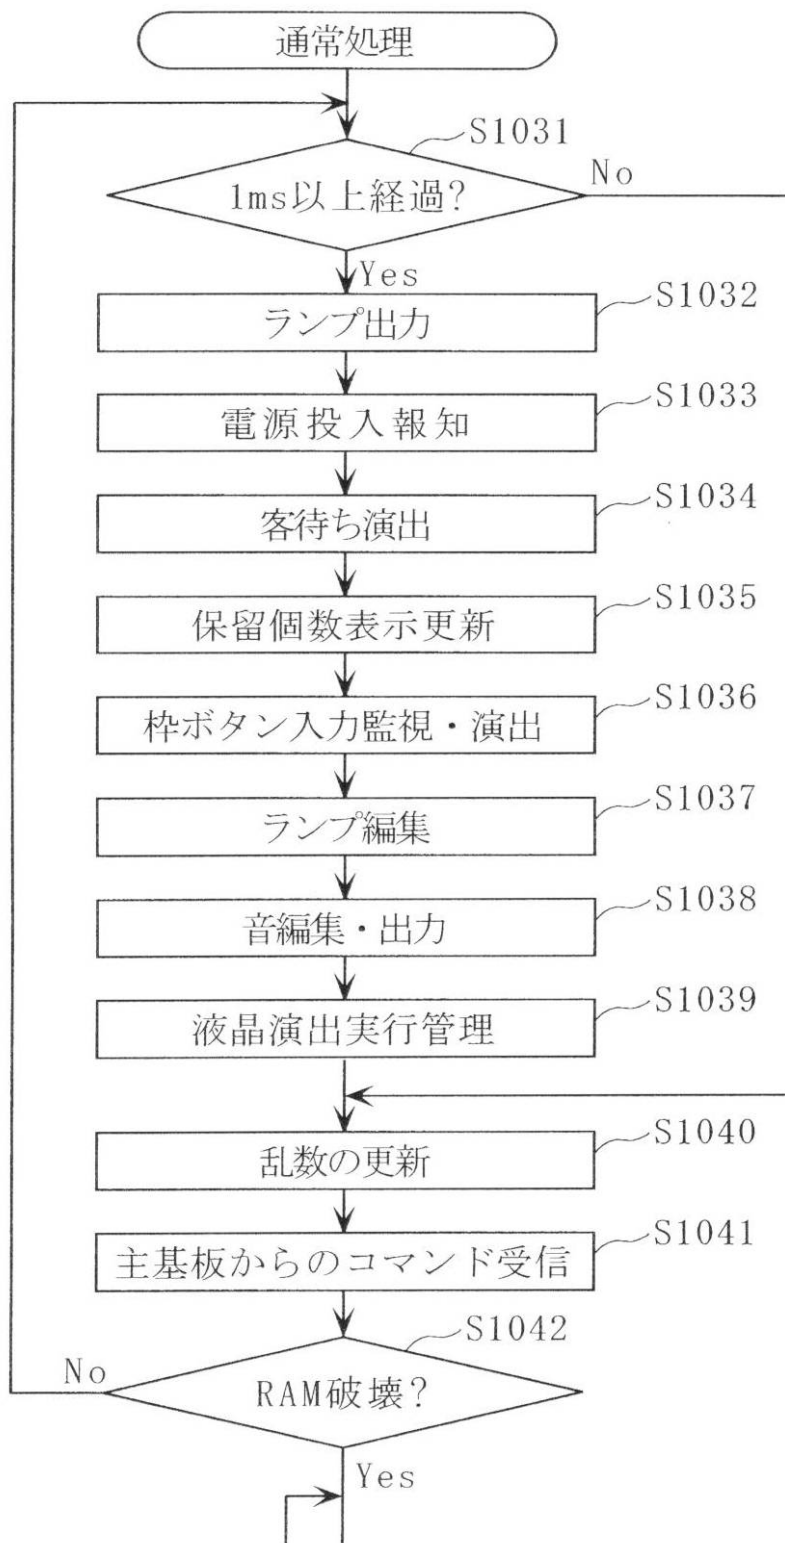 通常処理
S1031
1ms以上経過?
No
Yes
S1032
ランプ出力
S1033
電源投入報知
S1034
客待ち演出
S1035
保留個数表示更新
S1036
枠ボタン入力監視・演出
S1037
ランプ編集
S1038
音編集・出力
S1039
液晶演出実行管理
S1040
乱数の更新
S1041
主基板からのコマンド受信
S1042
No
RAM破壊?
Yes